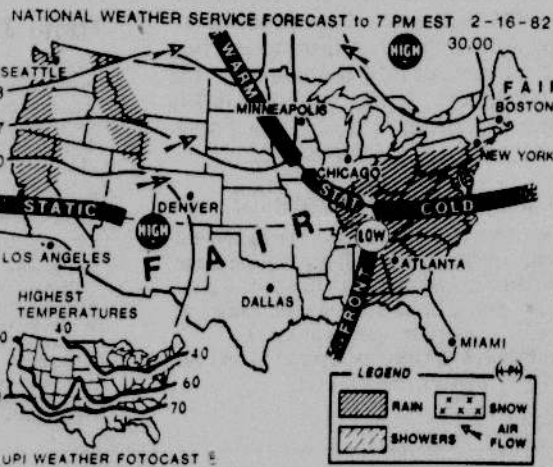 NATIONAL WEATHER SERVICE FORECAST to 7 PM EST 2-16-82
HIGH
30.00
SEATTLE
WARM
MINNEAPOLIS
FAIR
BOSTON
NEW YORK
CHICAGO
STAT
COLD
STATIC
HIGH
DENVER
LOW
FAIR
LOS ANGELES
ATLANTA
FRONT
DALLAS
MIAMI
HIGHEST
TEMPERATURES
40
40
60
70
LEGEND
RAIN
SNOW
SHOWERS
AIR
FLOW
UPI WEATHER FOTOCAST ©